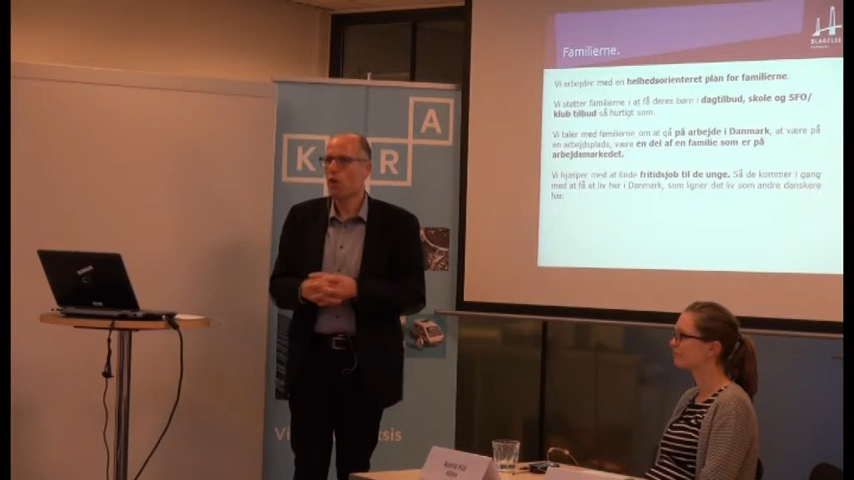 Familierne.
SLAGELSE
Vi arbejder med en helhedsorienteret plan for familierne.
Vi støtter familierne i at få deres børn i dagtilbud, skole og SFO/
klub tilbud så hurtigt som.
Vi taler med familierne om at gå på arbejde i Danmark, at være på
en arbejdsplads, være en del af en familie som er på
arbejdsmarkedet.
Vi hjælper med at finde fritidsjob til de unge. Så de kommer i gang
med at få et liv her i Danmark, som ligner det liv som andre danskere
har.
A
K R
KORA